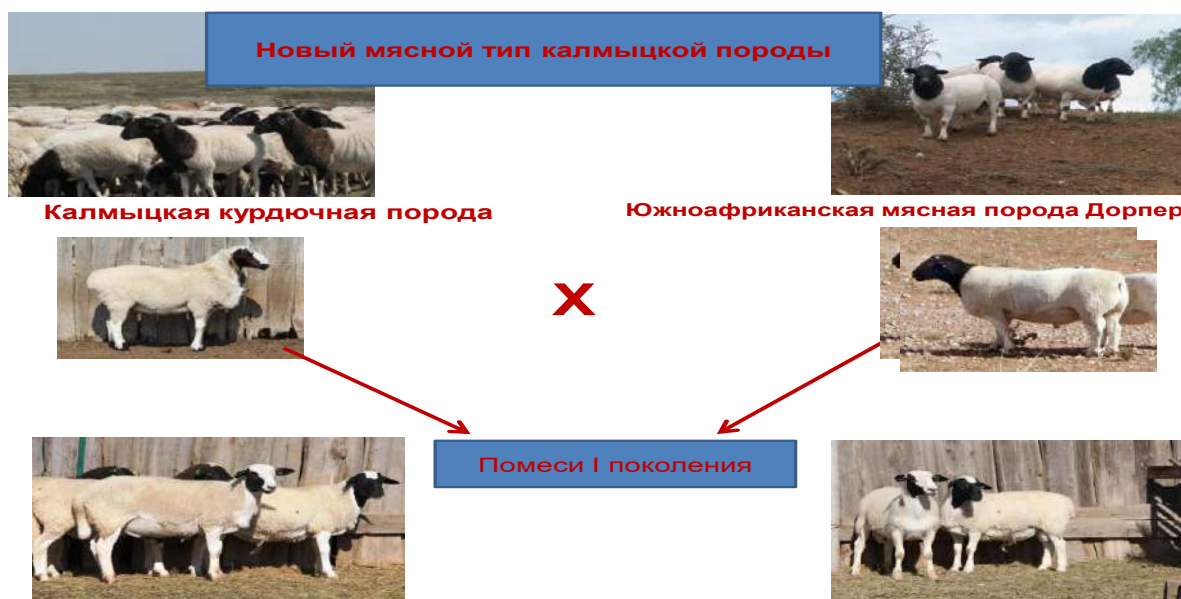 Новый мясной тип калмыцкой породы
Калмыцкая курдючная порода
Южноафриканская мясная порода Дорпер
X
Помеси I поколения